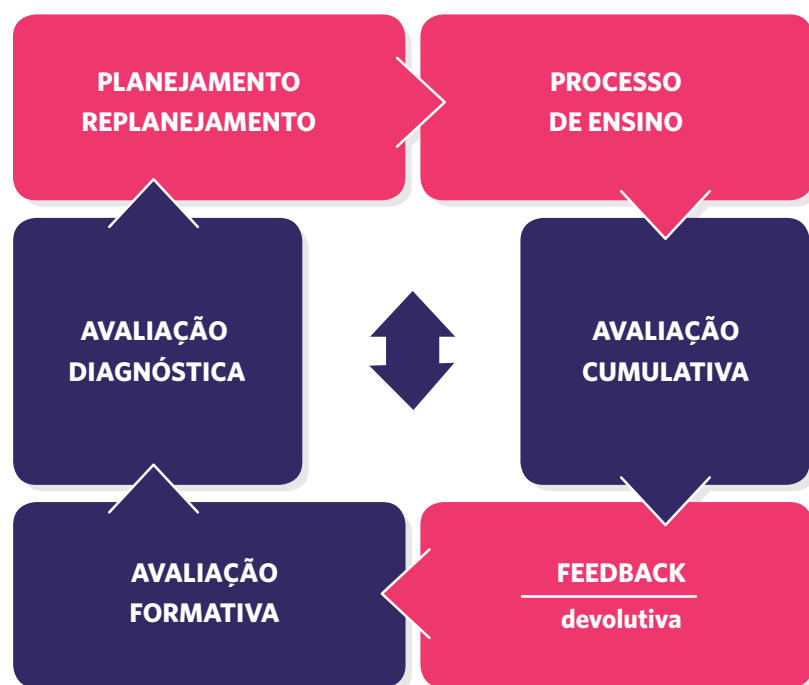 PLANEJAMENTO
REPLANEJAMENTO
PROCESSO
DE ENSINO
AVALIAÇÃO
DIAGNÓSTICA
AVALIAÇÃO
CUMULATIVA
AVALIAÇÃO
FORMATIVA
FEEDBACK
devolutiva